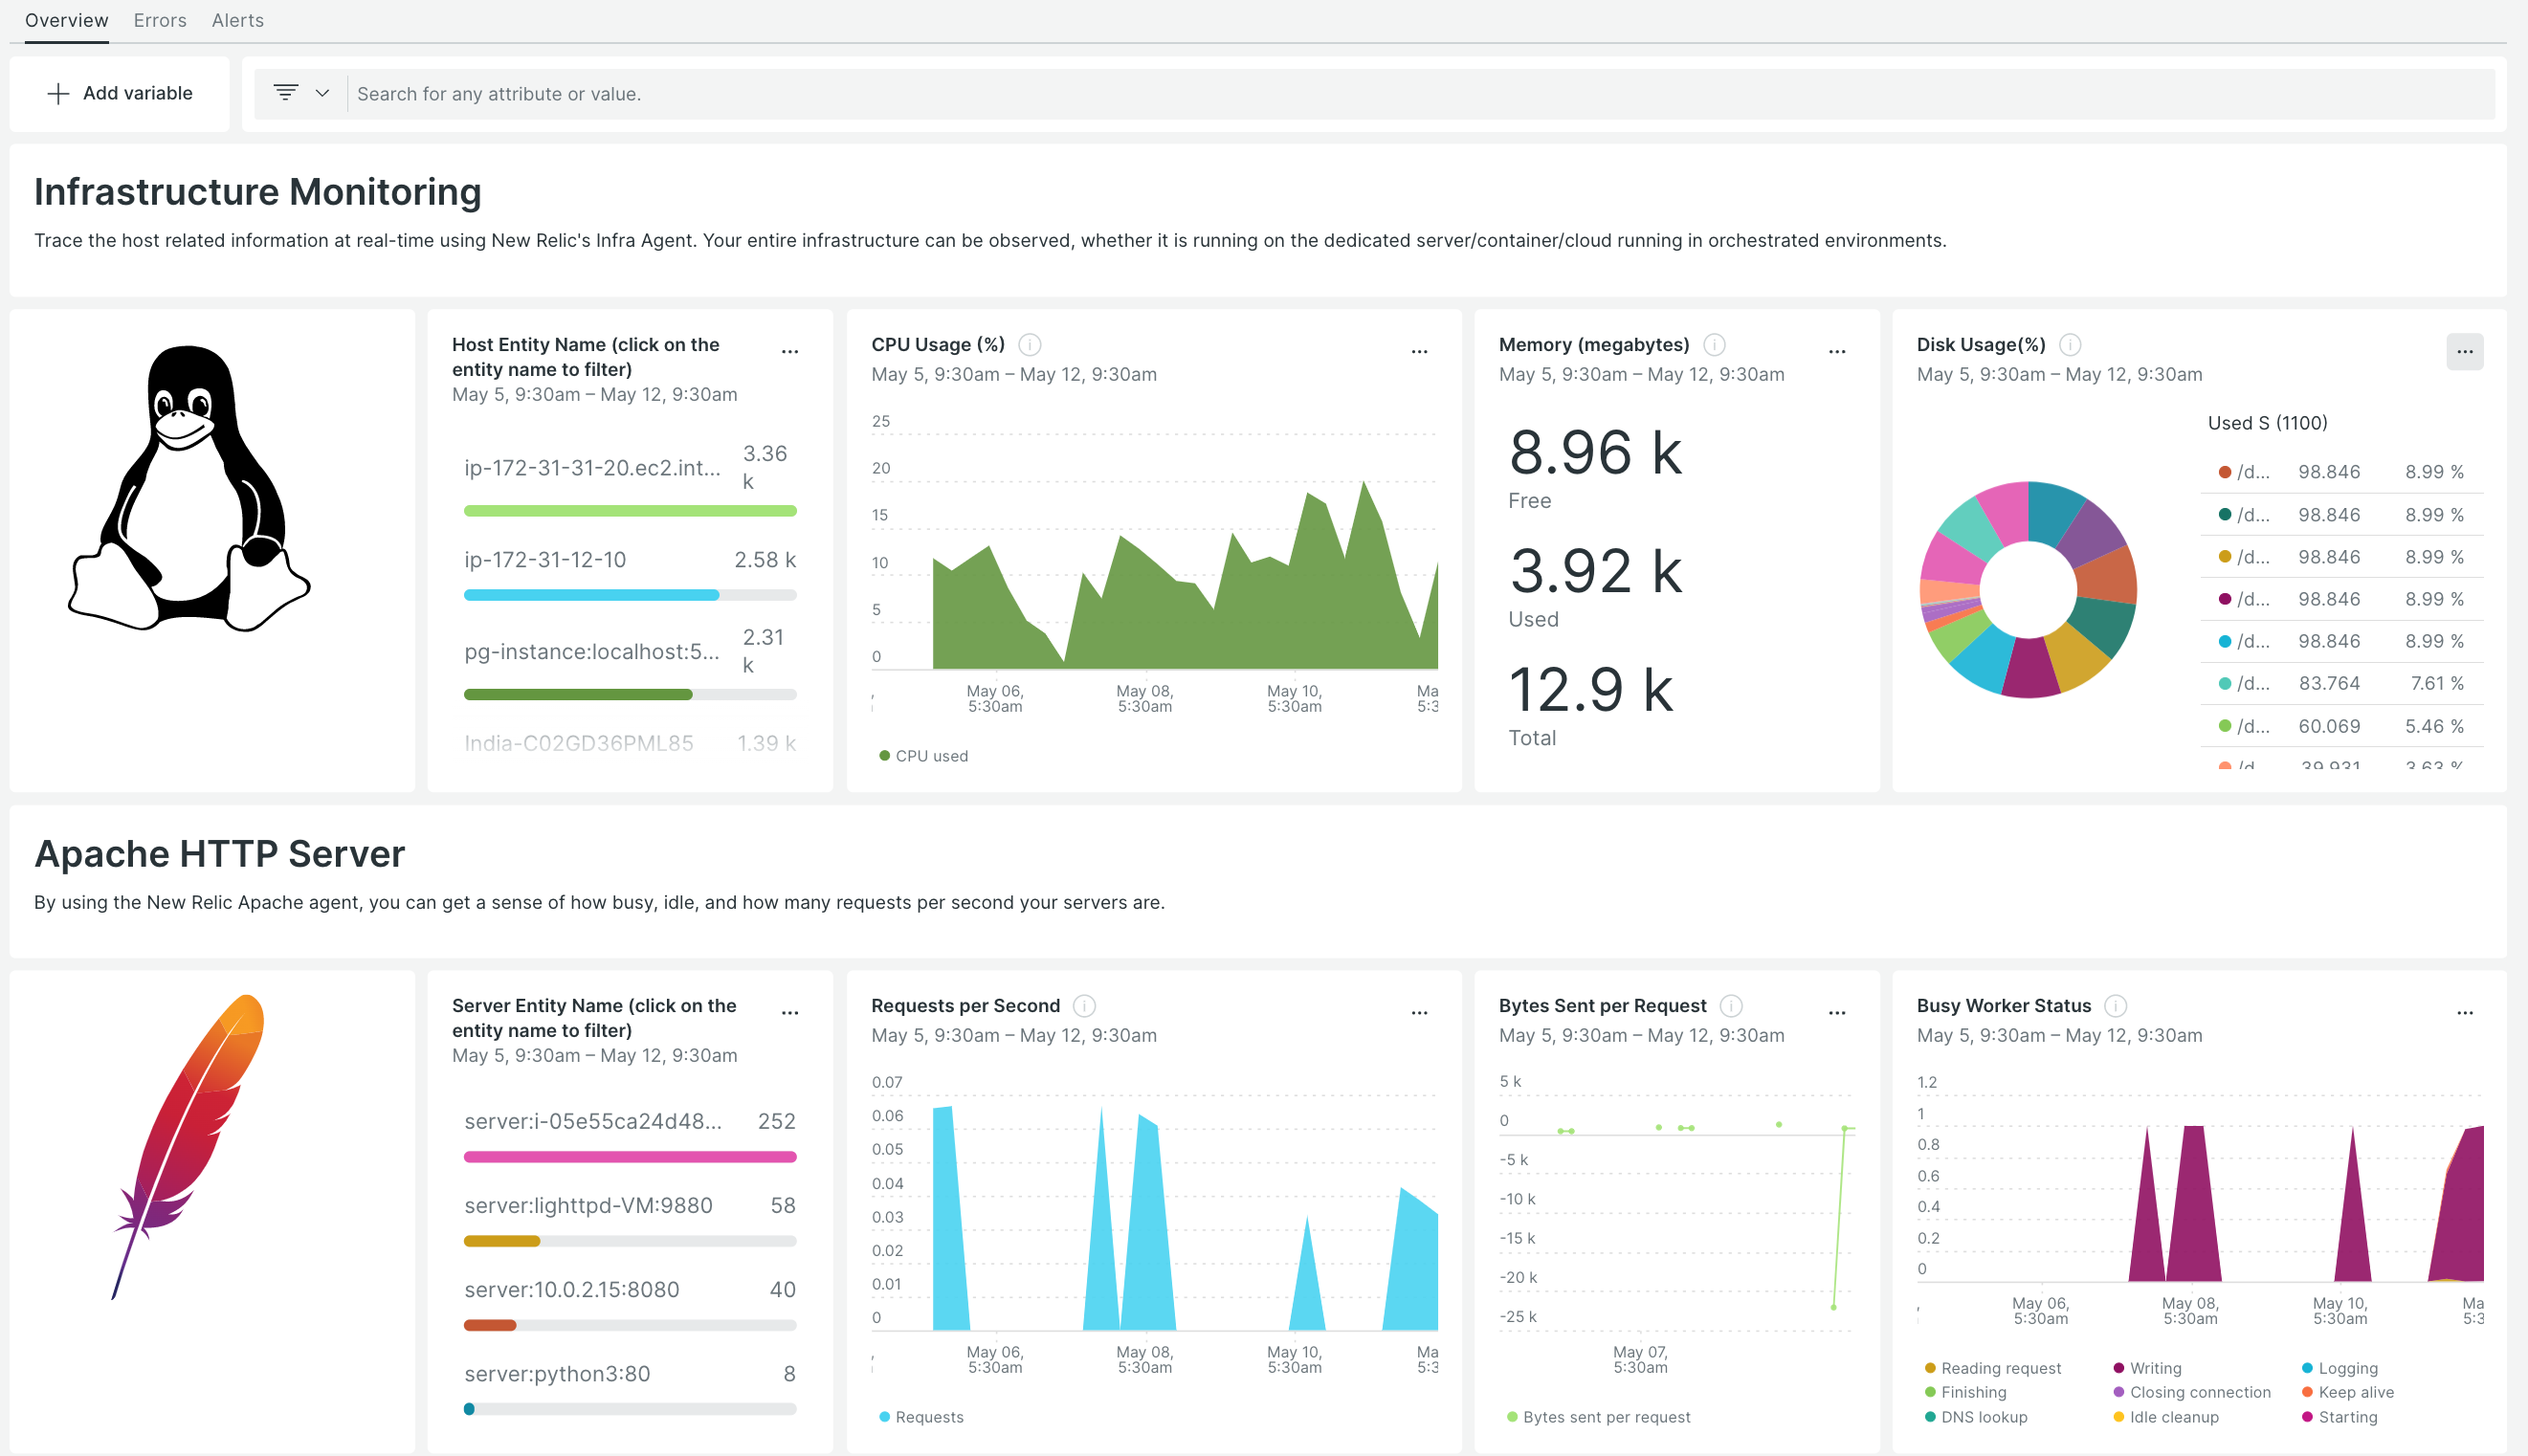 Overview Errors Alerts
Add variable
Search for any attribute or value.
Infrastructure Monitoring
Trace the host related information at real-time using New Relic's Infra Agent. Your entire infrastructure can be observed, whether it is running on the dedicated server/container/cloud running in orchestrated environments.
Host Entity Name (click on the
entity name to filter)
May 5, 9:30am – May 12, 9:30am
ip-172-31-31-20.ec2.int... 3.36
k
ip-172-31-12-10 2.58 k
pg-instance:localhost:5... 2.31
k
India-C02GD36PML85 1.39 k
CPU Usage (%)
May 5, 9:30am – May 12, 9:30am
25
20
15
10
5
0
May 06, May 08, May 10, Ma
5:30am 5:30am 5:30am 5:3
CPU used
Memory (megabytes)
May 5, 9:30am – May 12, 9:30am
8.96 k
Free
3.92 k
Used
12.9 k
Total
Disk Usage(%)
May 5, 9:30am – May 12, 9:30am
Used S (1100)
/d... 98.846 8.99 %
/d... 98.846 8.99 %
/d... 98.846 8.99 %
/d... 98.846 8.99 %
/d... 98.846 8.99 %
/d... 83.764 7.61 %
/d... 60.069 5.46 %
/d 39.931 3.63 %
Apache HTTP Server
By using the New Relic Apache agent, you can get a sense of how busy, idle, and how many requests per second your servers are.
Server Entity Name (click on the
entity name to filter)
May 5, 9:30am – May 12, 9:30am
server:i-05e55ca24d48... 252
server:lighttpd-VM:9880 58
server:10.0.2.15:8080 40
server:python3:80 8
Requests per Second
May 5, 9:30am – May 12, 9:30am
0.07
0.06
0.05
0.04
0.03
0.02
0.01
0
May 06, May 08, May 10, Ma
5:30am 5:30am 5:30am 5:3
Requests
Bytes Sent per Request
May 5, 9:30am – May 12, 9:30am
5 k
0
-5 k
-10 k
-15 k
-20 k
-25 k
May 07,
5:30am
Bytes sent per request
Busy Worker Status
May 5, 9:30am – May 12, 9:30am
1.2
1
0.8
0.6
0.4
0.2
0
May 06, May 08, May 10, Ma
5:30am 5:30am 5:30am 5:3
Reading request Writing Logging
Finishing Closing connection Keep alive
DNS lookup Idle cleanup Starting